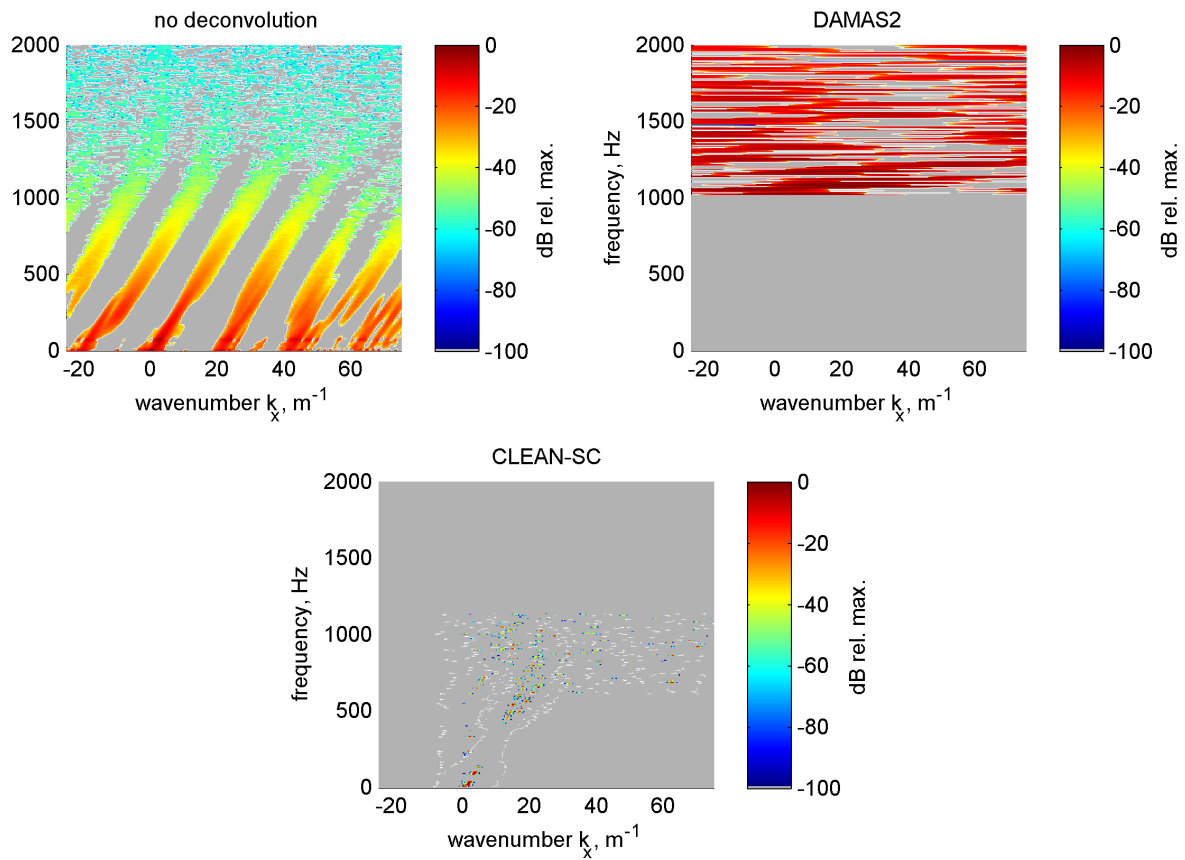 no deconvolution
2000
1500
1000
500
0
-20 0 20 40 60
wavenumber k_x, m^-1
0
-20
-40
-60
-80
-100
dB rel. max.
DAMAS2
frequency, Hz
2000
1500
1000
500
0
-20 0 20 40 60
wavenumber k_x, m^-1
0
-20
-40
-60
-80
-100
dB rel. max.
CLEAN-SC
frequency, Hz
2000
1500
1000
500
0
-20 0 20 40 60
wavenumber k_x, m^-1
0
-20
-40
-60
-80
-100
dB rel. max.